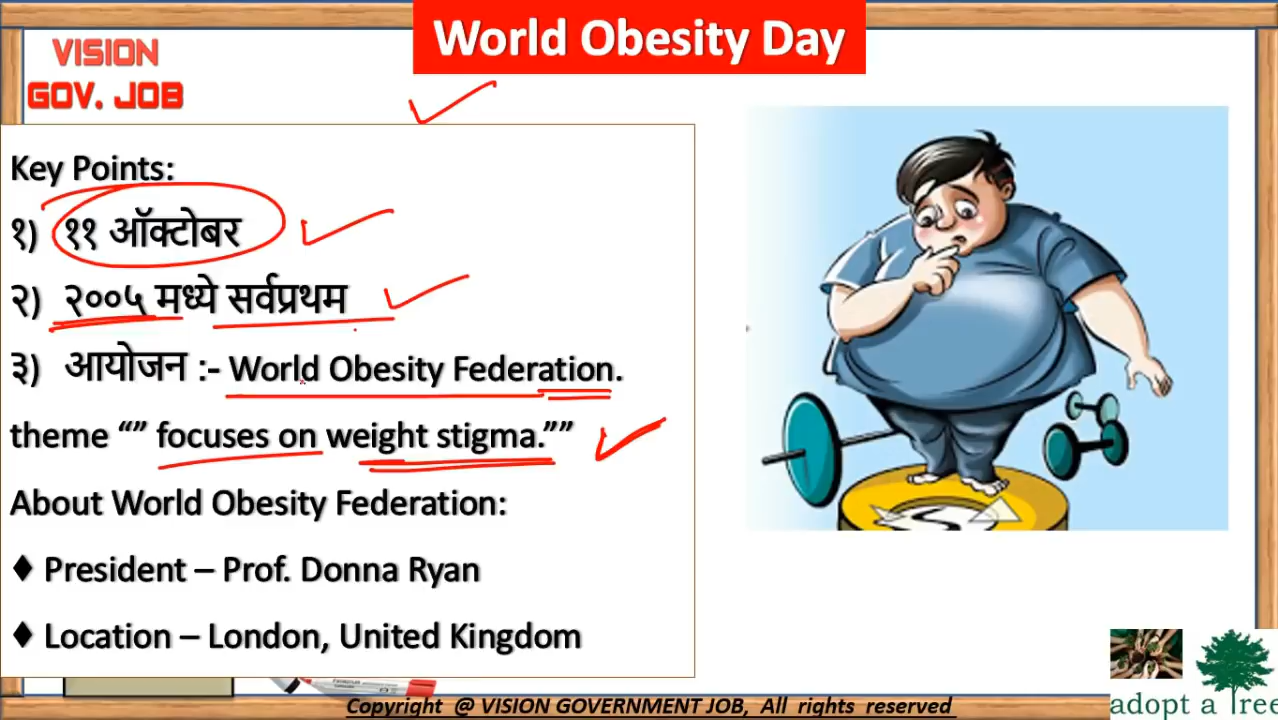 World Obesity Day
VISION
GOV. JOB
Key Points:
१) ११ ऑक्टोबर
२) २००५ मध्ये सर्वप्रथम
३) आयोजन :- World Obesity Federation.
theme “” focuses on weight stigma.””
About World Obesity Federation:
♦ President – Prof. Donna Ryan
♦ Location – London, United Kingdom
adopt a Tree
Copyright @ VISION GOVERNMENT JOB, All rights reserved